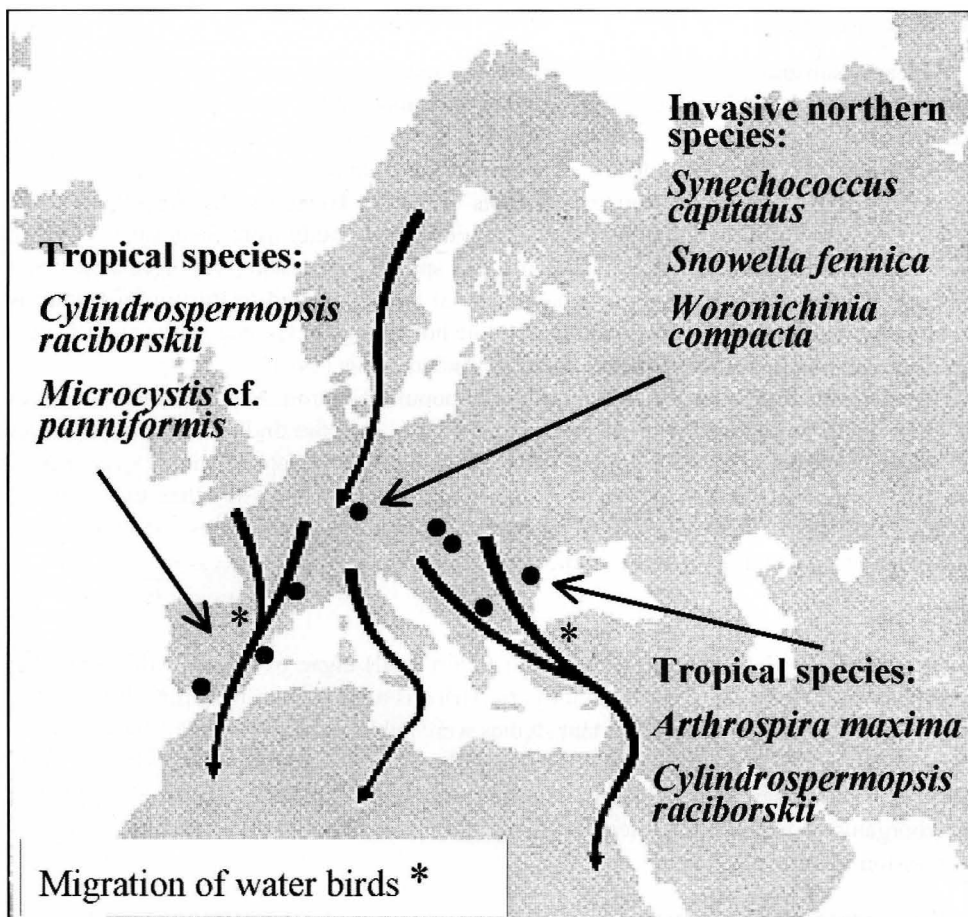 Invasive northern
species:
Synechococcus
capitatus
Snowella fennica
Woronichinia
compacta
Tropical species:
Cylindrospermopsis
raciborskii
Microcystis cf.
panniformis
*
*
Tropical species:
Arthrospira maxima
Cylindrospermopsis
raciborskii
Migration of water birds *